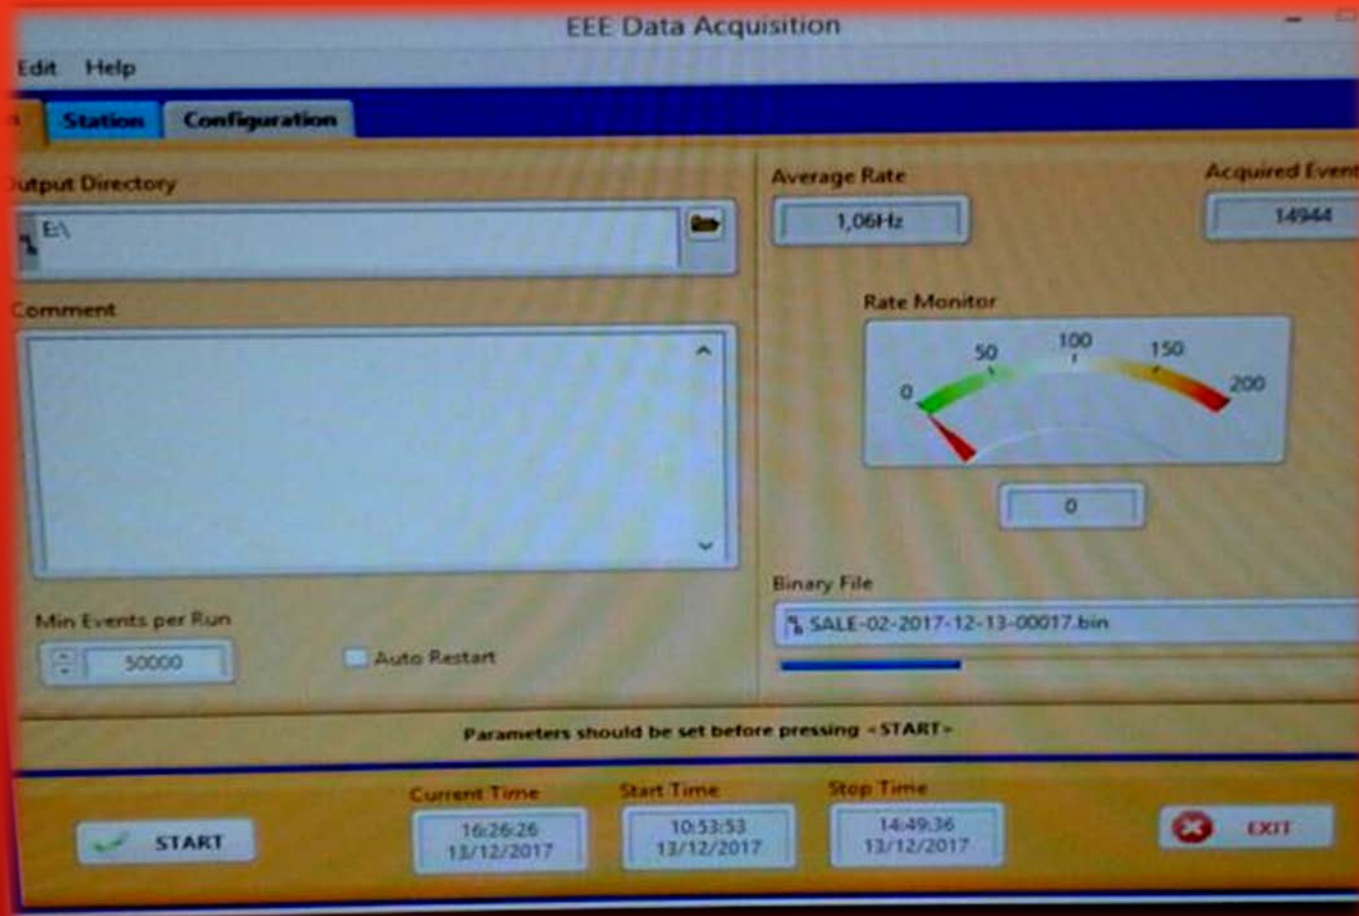 EEE Data Acquisition
Edit Help
Station Configuration
Output Directory
E:\
Comment
Min Events per Run
50000
Auto Restart
Average Rate
1,06Hz
Acquired Event
14944
Rate Monitor
0 50 100 150 200
0
Binary File
SALE-02-2017-12-13-00017.bin
Parameters should be set before pressing <START>
START
Current Time
16:26:26
13/12/2017
Start Time
10:53:53
13/12/2017
Stop Time
14:49:36
13/12/2017
EXIT